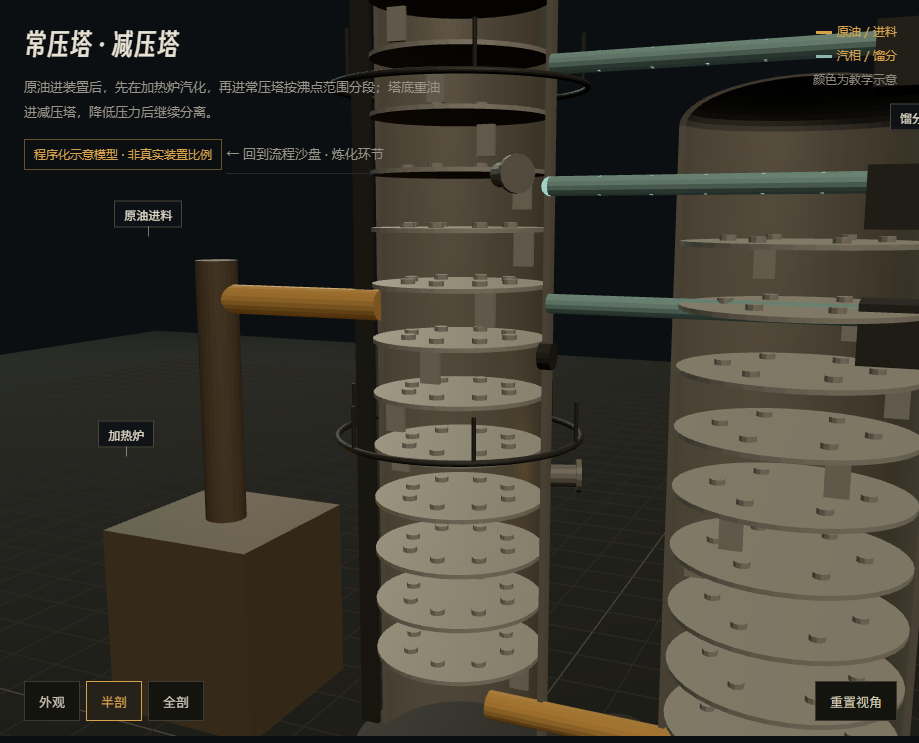 常压塔 · 减压塔
原油 / 进料
汽相 / 馏分
颜色为教学示意
原油进装置后，先在加热炉汽化，再进常压塔按沸点范围分段；塔底重油
进减压塔，降低压力后继续分离。
馏分
程序化示意模型 · 非真实装置比例
← 回到流程沙盘 · 炼化环节
原油进料
加热炉
外观
半剖
全剖
重置视角